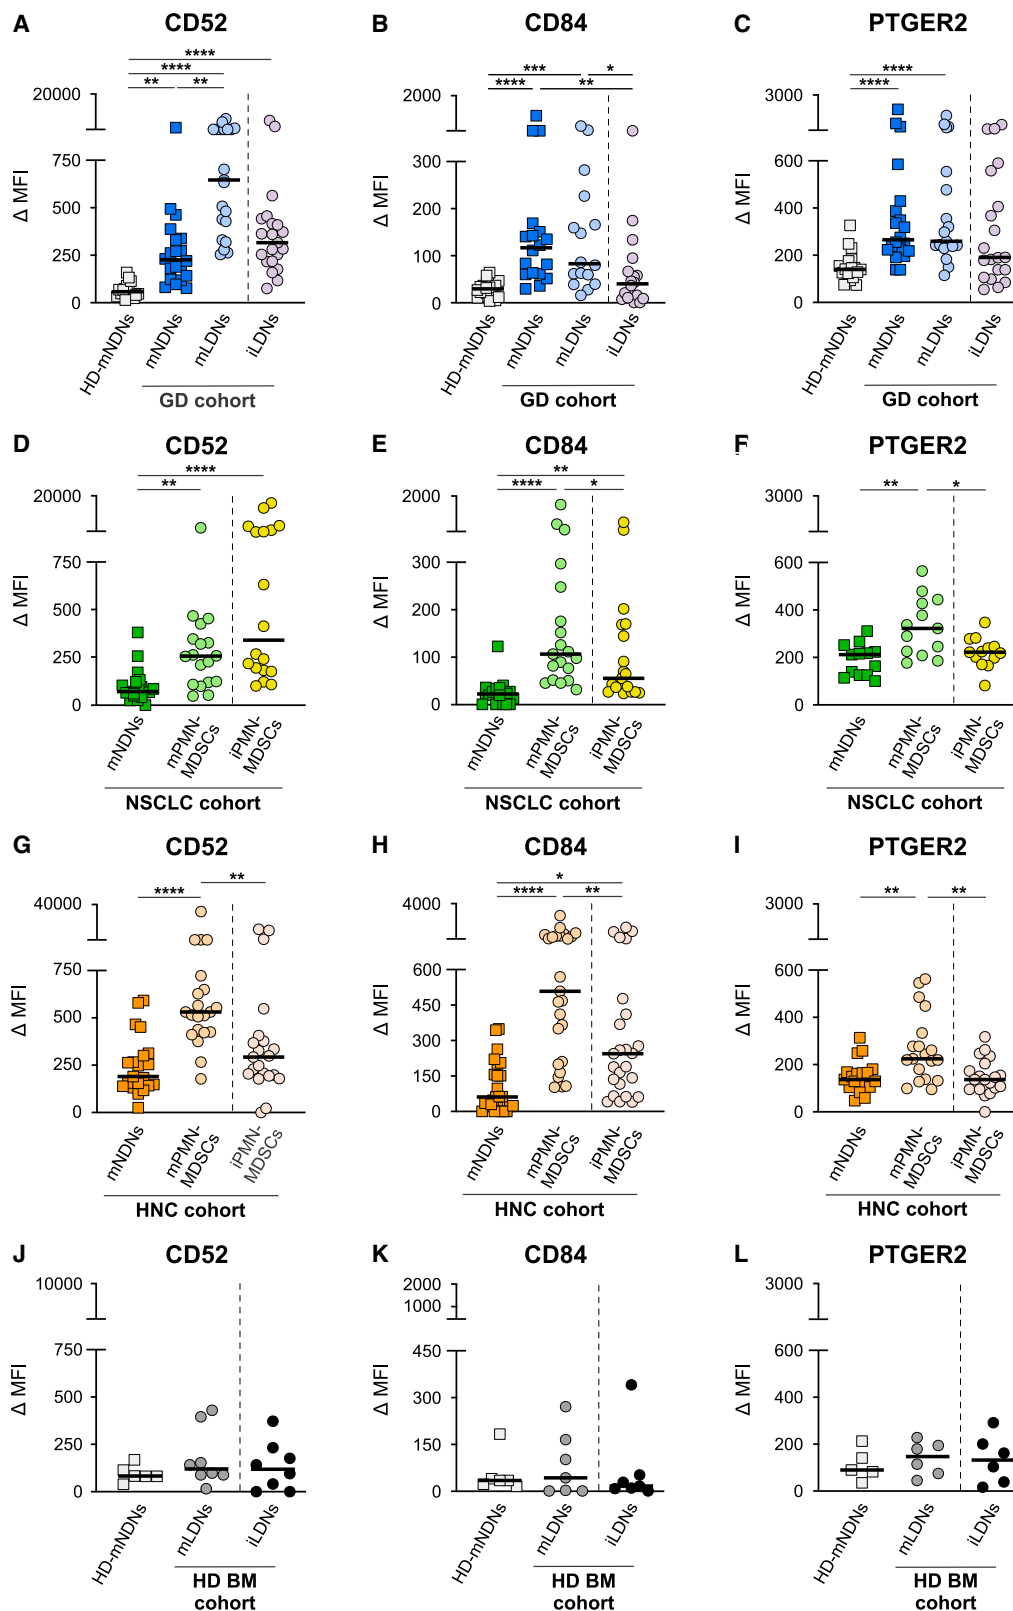 A
CD52
B
CD84
C
PTGER2
****
****
**
**
***
*
****
**
****
****
20000
750
500
250
0
Δ MFI
2000
300
200
100
0
Δ MFI
3000
600
400
200
0
Δ MFI
HD-mNDNs
mNDNs
mLDNs
iLDNs
GD cohort
HD-mNDNs
mNDNs
mLDNs
iLDNs
GD cohort
HD-mNDNs
mNDNs
mLDNs
iLDNs
GD cohort
D
CD52
E
CD84
PTGER2
****
**
**
****
*
**
*
20000
750
500
250
0
Δ MFI
2000
300
200
100
0
Δ MFI
3000
600
400
200
0
Δ MFI
mNDNs
mPMN-
MDSCs
iPMN-
MDSCs
NSCLC cohort
mNDNs
mPMN-
MDSCs
iPMN-
MDSCs
NSCLC cohort
mNDNs
mPMN-
MDSCs
iPMN-
MDSCs
NSCLC cohort
G
CD52
H
CD84
I
PTGER2
**
****
*
****
**
**
**
40000
750
500
250
0
Δ MFI
4000
600
450
300
150
0
Δ MFI
3000
600
400
200
0
Δ MFI
mNDNs
mPMN-
MDSCs
iPMN-
MDSCs
HNC cohort
mNDNs
mPMN-
MDSCs
iPMN-
MDSCs
HNC cohort
mNDNs
mPMN-
MDSCs
iPMN-
MDSCs
HNC cohort
J
CD52
K
CD84
L
PTGER2
10000
750
500
250
0
Δ MFI
2000
1000
450
300
150
0
Δ MFI
3000
600
400
200
0
Δ MFI
HD-mNDNs
mLDNs
iLDNs
HD BM
cohort
HD-mNDNs
mLDNs
iLDNs
HD BM
cohort
HD-mNDNs
mLDNs
iLDNs
HD BM
cohort